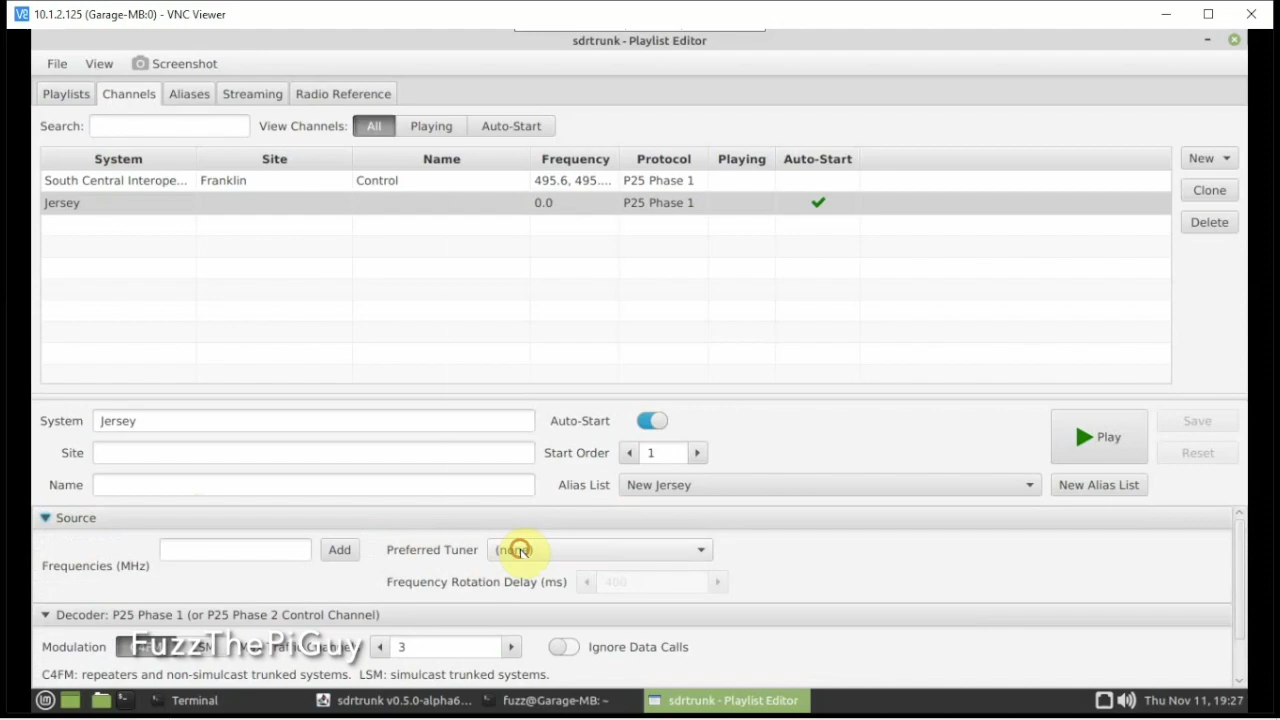 10.1.2.125 (Garage-MB:0) - VNC Viewer
sdrtrunk - Playlist Editor
File View Screenshot
Playlists Channels Aliases Streaming Radio Reference
Search: View Channels: All Playing Auto-Start
System Site Name Frequency Protocol Playing Auto-Start New
South Central Interope... Franklin Control 495.6, 495.... P25 Phase 1
Clone
Jersey 0.0 P25 Phase 1
Delete
System Jersey Auto-Start
Play Save
Site Start Order 1 Reset
Name Alias List New Jersey New Alias List
Source
Frequencies (MHz) Add Preferred Tuner (none)
Frequency Rotation Delay (ms) 400
Decoder: P25 Phase 1 (or P25 Phase 2 Control Channel)
Modulation 3 Ignore Data Calls
FuzzThePiGuy
C4FM: repeaters and non-simulcast trunked systems. LSM: simulcast trunked systems.
Terminal sdrtrunk v0.5.0-alpha6... fuzz@Garage-MB: ~ sdrtrunk - Playlist Editor Thu Nov 11, 19:27